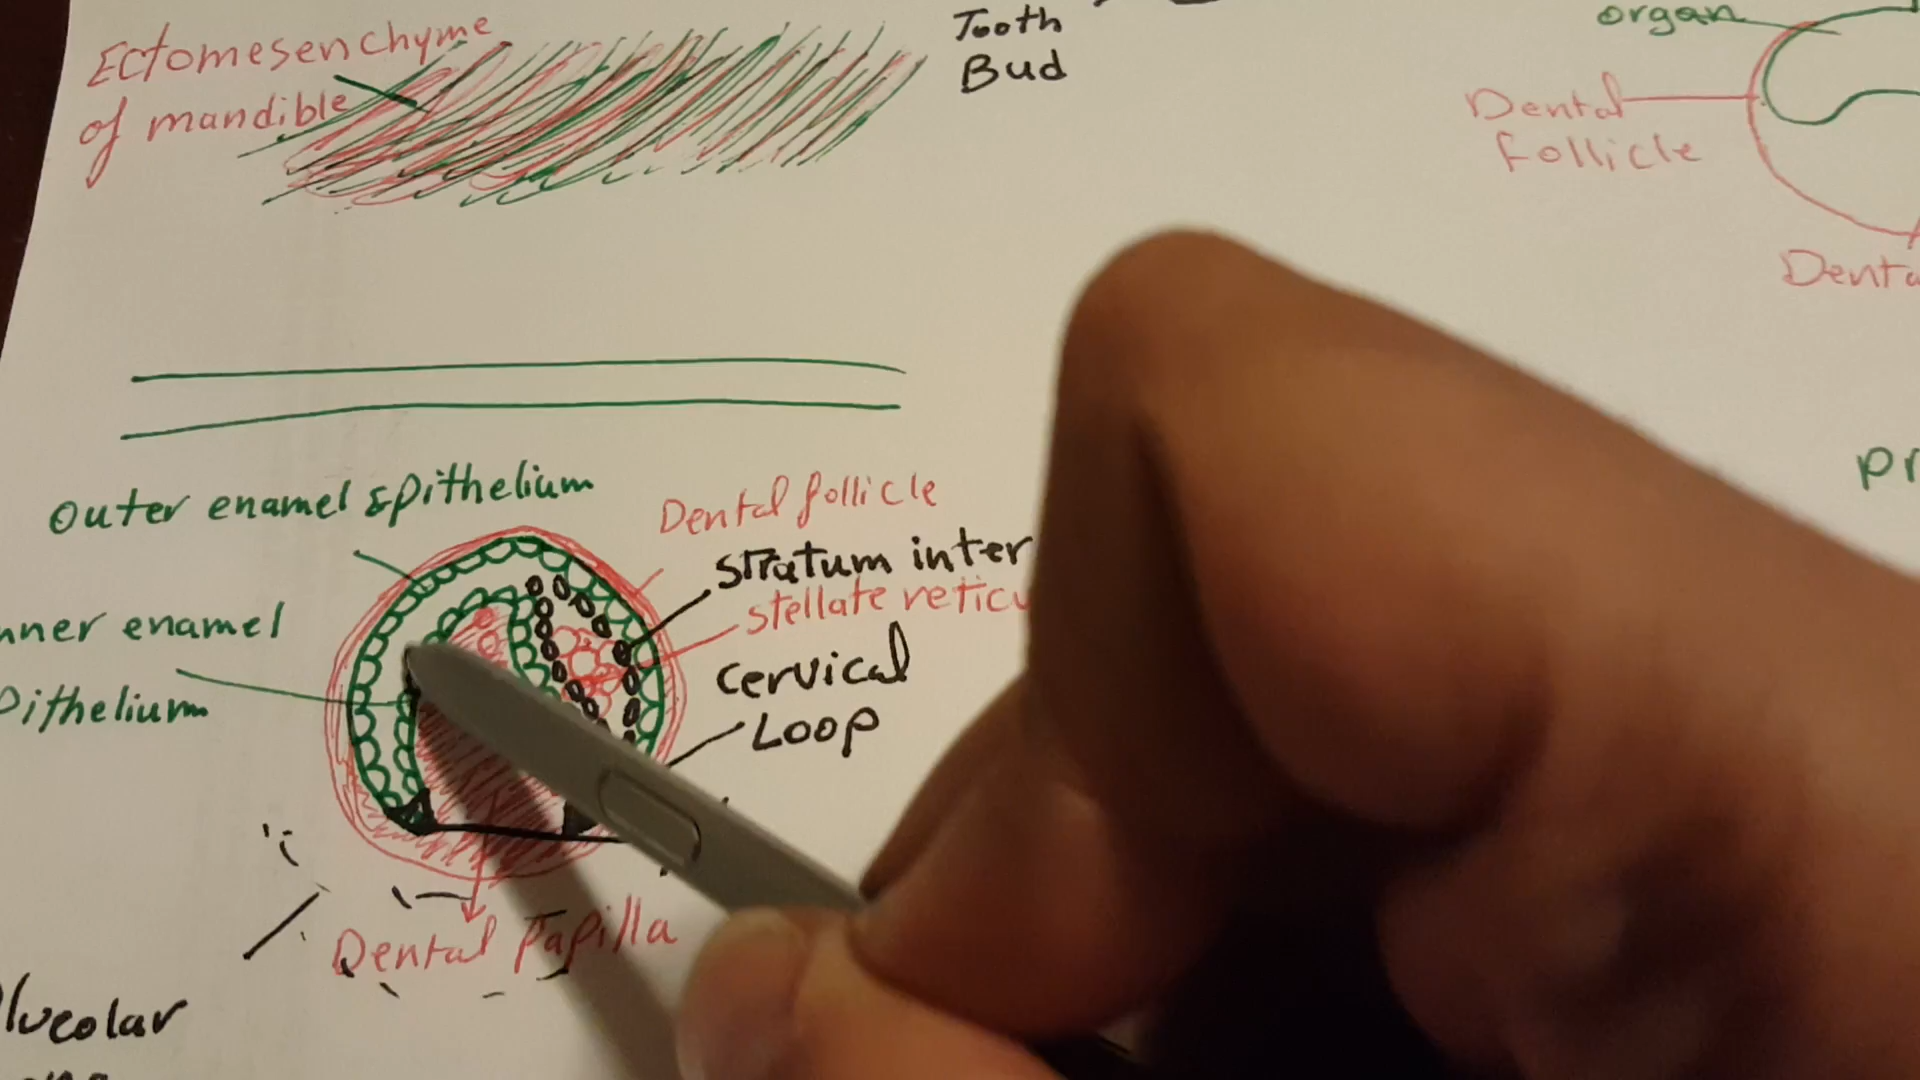 Ectomesenchyme
of mandible
Tooth
Bud
organ
Dental
Follicle
Denta
pr
Outer enamel Epithelium
Dental follicle
stratum inter
stellate reticu
nner enamel
pithelium
cervical
Loop
Dental Papilla
lveolar